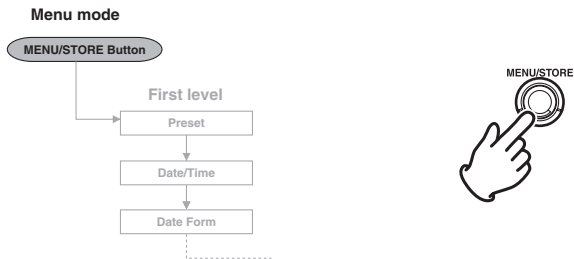 Menu mode
MENU/STORE Button
First level
Preset
Date/Time
Date Form
MENU/STORE